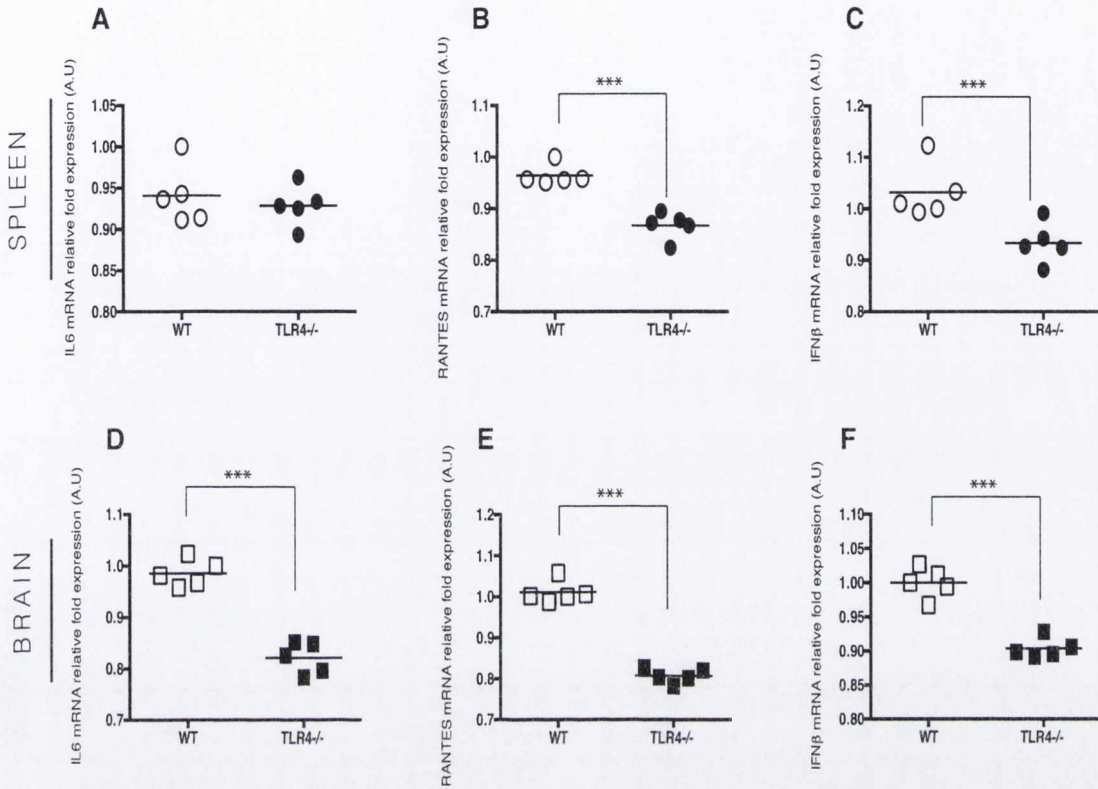 A
B
C
SPLEEN
IL6 mRNA relative fold expression (A.U)
1.05
1.00
0.95
0.90
0.85
0.80
WT
TLR4-/-
RANTES mRNA relative fold expression (A.U)
***
1.1
1.0
0.9
0.8
0.7
WT
TLR4-/-
IFNβ mRNA relative fold expression (A.U)
***
1.2
1.1
1.0
0.9
0.8
WT
TLR4-/-
D
E
F
BRAIN
IL6 mRNA relative fold expression (A.U)
***
1.1
1.0
0.9
0.8
0.7
WT
TLR4-/-
RANTES mRNA relative fold expression (A.U)
***
1.2
1.1
1.0
0.9
0.8
0.7
WT
TLR4-/-
IFNβ mRNA relative fold expression (A.U)
***
1.10
1.05
1.00
0.95
0.90
0.85
0.80
WT
TLR4-/-